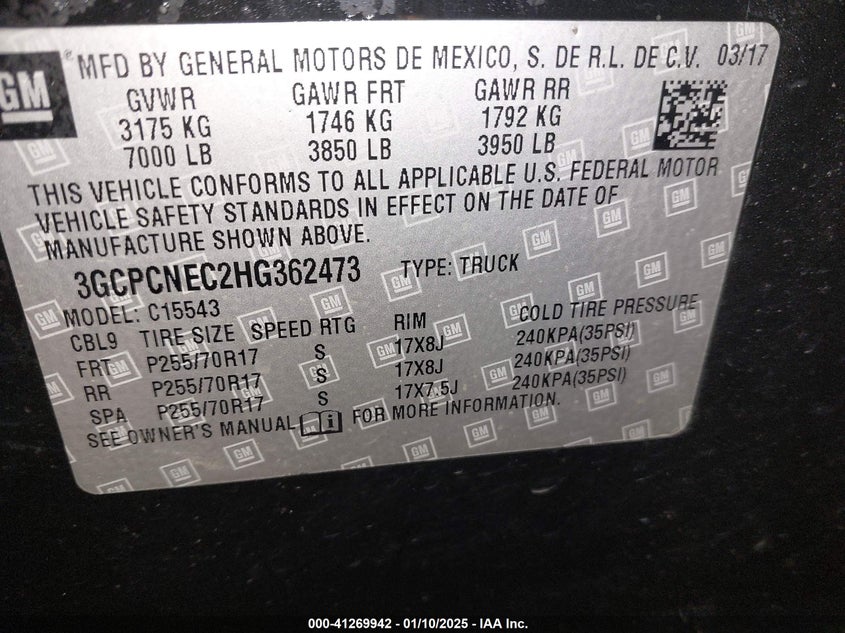 GM
® MFD BY GENERAL MOTORS DE MEXICO, S. DE R.L. DE C.V. 03/17
GVWR GAWR FRT GAWR RR
3175 KG 1746 KG 1792 KG
7000 LB 3850 LB 3950 LB
THIS VEHICLE CONFORMS TO ALL APPLICABLE U.S. FEDERAL MOTOR
VEHICLE SAFETY STANDARDS IN EFFECT ON THE DATE OF
MANUFACTURE SHOWN ABOVE.
3GCPCNEC2HG362473 TYPE: TRUCK
MODEL: C15543
CBL9 TIRE SIZE SPEED RTG RIM COLD TIRE PRESSURE
FRT P255/70R17 S 17X8J 240KPA(35PSI)
RR P255/70R17 S 17X8J 240KPA(35PSI)
SPA P255/70R17 S 17X7.5J 240KPA(35PSI)
SEE OWNER'S MANUAL i FOR MORE INFORMATION.
000-41269942 - 01/10/2025 - IAA Inc.